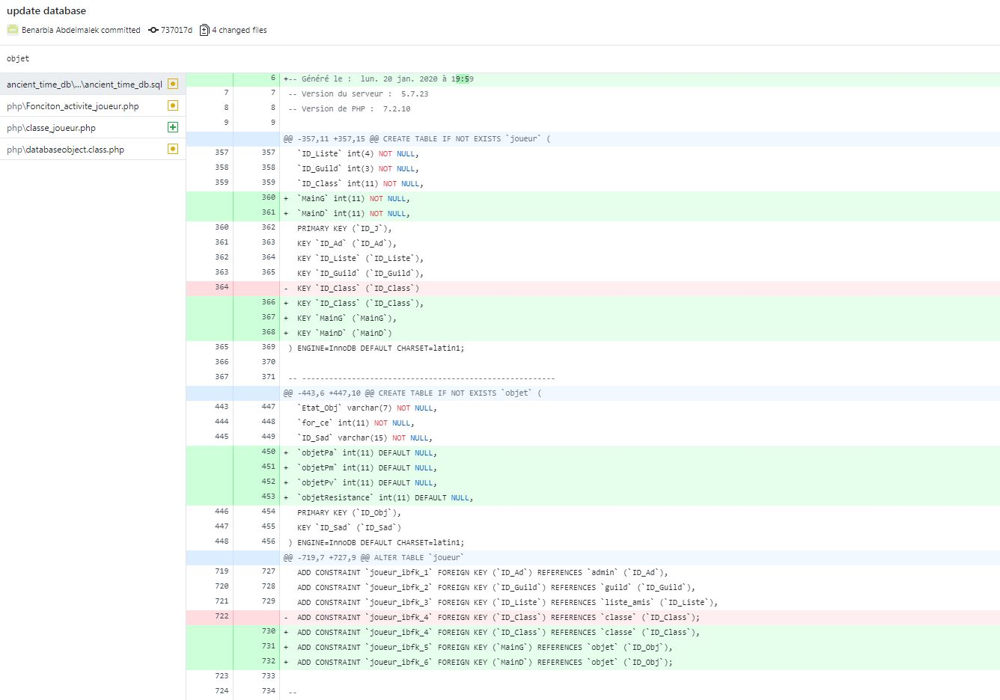 update database
Benarbia Abdelmalek committed 737017d 4 changed files
objet
ancient_time_db\...\ancient_time_db.sql
php\Fonciton_activite_joueur.php
php\classe_joueur.php
php\databaseobject.class.php
6 +-- Généré le :  lun. 20 jan. 2020 à 19:59
7 7 -- Version du serveur :  5.7.23
8 8 -- Version de PHP :  7.2.10
9 9
@@ -357,11 +357,15 @@ CREATE TABLE IF NOT EXISTS `joueur` (
357 357 `ID_Liste` int(4) NOT NULL,
358 358 `ID_Guild` int(3) NOT NULL,
359 359 `ID_Class` int(11) NOT NULL,
360 + `MainG` int(11) NOT NULL,
361 + `MainD` int(11) NOT NULL,
360 362 PRIMARY KEY (`ID_J`),
361 363 KEY `ID_Ad` (`ID_Ad`),
362 364 KEY `ID_Liste` (`ID_Liste`),
363 365 KEY `ID_Guild` (`ID_Guild`),
364 - KEY `ID_Class` (`ID_Class`)
366 + KEY `ID_Class` (`ID_Class`),
367 + KEY `MainG` (`MainG`),
368 + KEY `MainD` (`MainD`)
365 369 ) ENGINE=InnoDB DEFAULT CHARSET=latin1;
366 370
367 371 -- --------------------------------------------------------
@@ -443,6 +447,10 @@ CREATE TABLE IF NOT EXISTS `objet` (
443 447 `Etat_Obj` varchar(7) NOT NULL,
444 448 `for_ce` int(11) NOT NULL,
445 449 `ID_Sad` varchar(15) NOT NULL,
450 + `objetPa` int(11) DEFAULT NULL,
451 + `objetPm` int(11) DEFAULT NULL,
452 + `objetPv` int(11) DEFAULT NULL,
453 + `objetResistance` int(11) DEFAULT NULL,
446 454 PRIMARY KEY (`ID_Obj`),
447 455 KEY `ID_Sad` (`ID_Sad`)
448 456 ) ENGINE=InnoDB DEFAULT CHARSET=latin1;
@@ -719,7 +727,9 @@ ALTER TABLE `joueur`
719 727 ADD CONSTRAINT `joueur_ibfk_1` FOREIGN KEY (`ID_Ad`) REFERENCES `admin` (`ID_Ad`),
720 728 ADD CONSTRAINT `joueur_ibfk_2` FOREIGN KEY (`ID_Guild`) REFERENCES `guild` (`ID_Guild`),
721 729 ADD CONSTRAINT `joueur_ibfk_3` FOREIGN KEY (`ID_Liste`) REFERENCES `liste_amis` (`ID_Liste`),
722 - ADD CONSTRAINT `joueur_ibfk_4` FOREIGN KEY (`ID_Class`) REFERENCES `classe` (`ID_Class`);
730 + ADD CONSTRAINT `joueur_ibfk_4` FOREIGN KEY (`ID_Class`) REFERENCES `classe` (`ID_Class`),
731 + ADD CONSTRAINT `joueur_ibfk_5` FOREIGN KEY (`MainG`) REFERENCES `objet` (`ID_Obj`),
732 + ADD CONSTRAINT `joueur_ibfk_6` FOREIGN KEY (`MainD`) REFERENCES `objet` (`ID_Obj`);
723 733
724 734 --